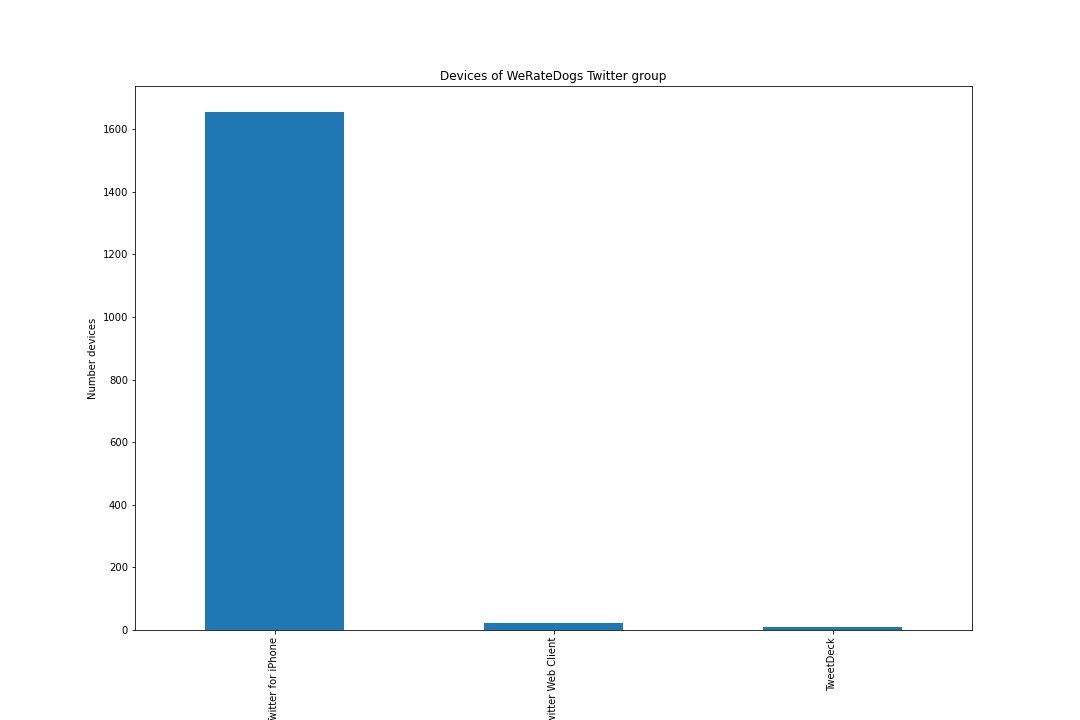 Devices of WeRateDogs Twitter group
Number devices
1600
1400
1200
1000
800
600
400
200
0
witter for iPhone
witter Web Client
TweetDeck